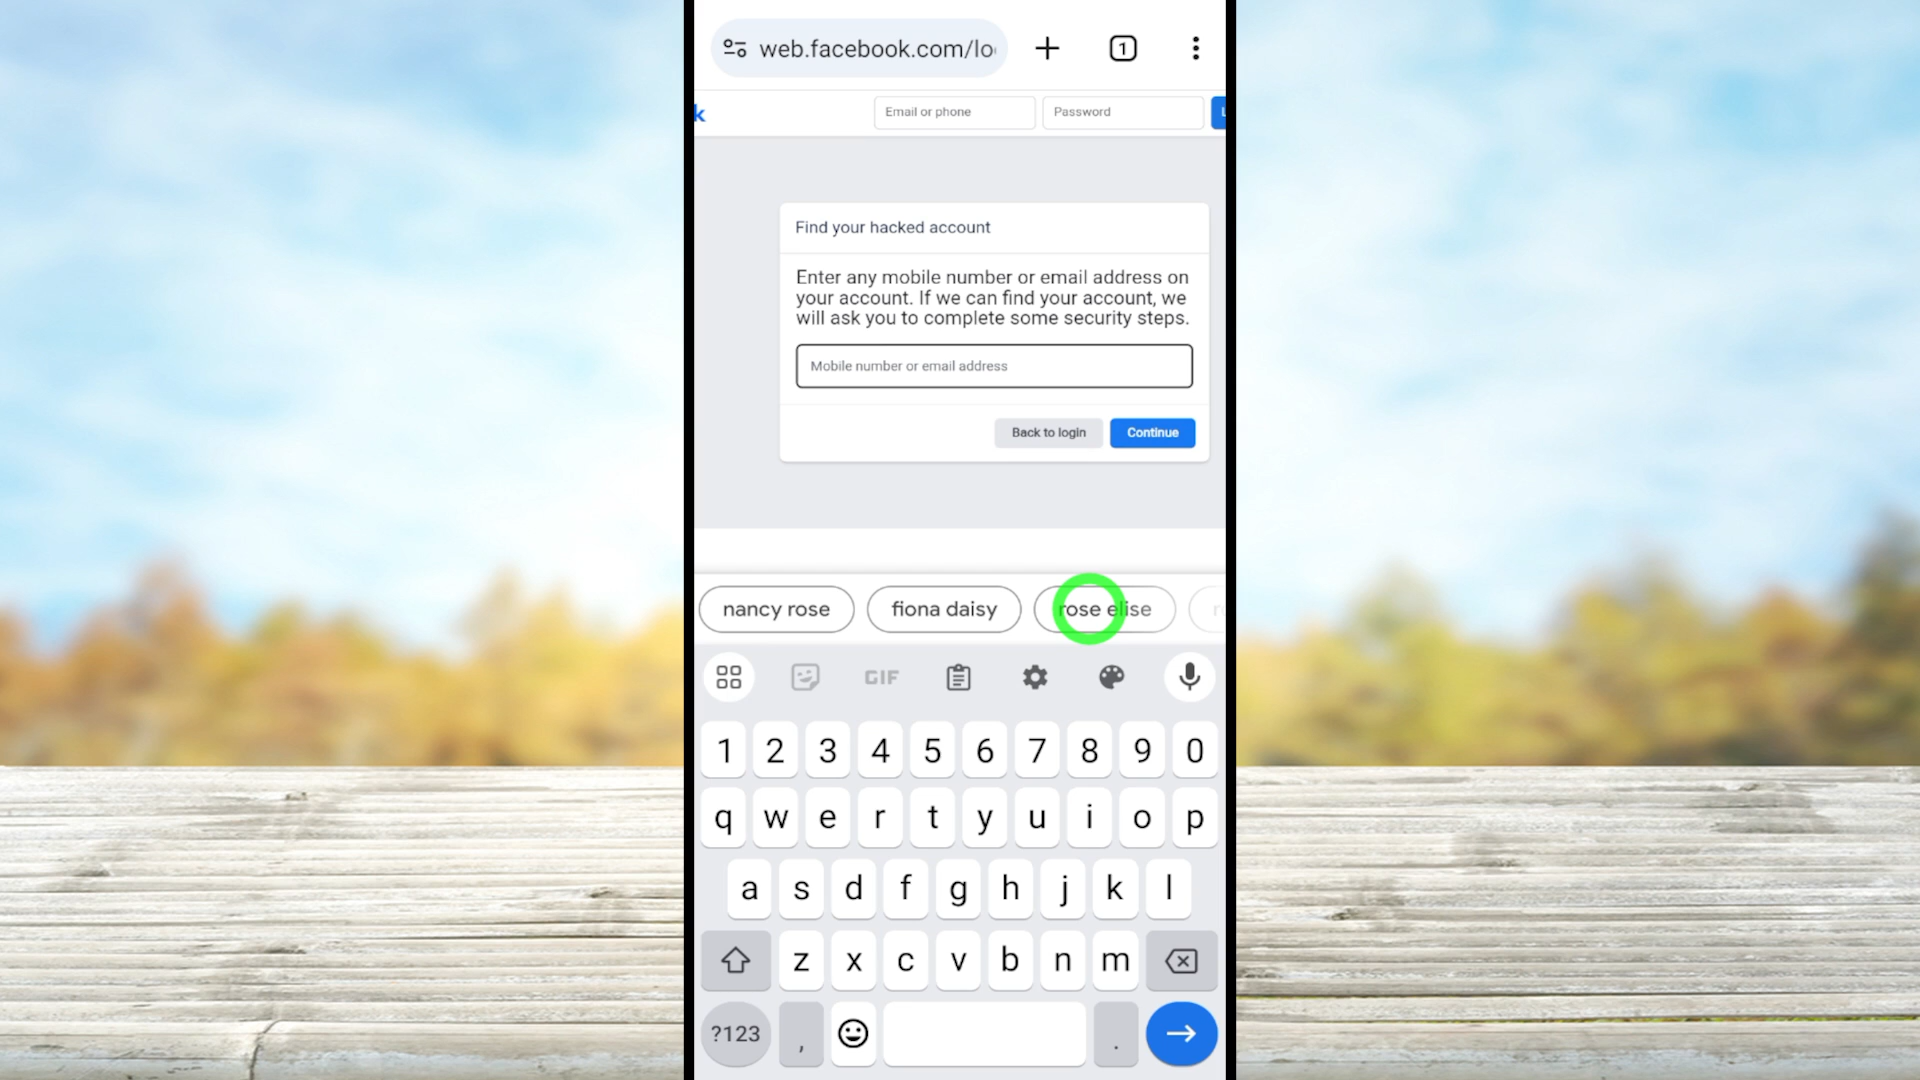 web.facebook.com/lo
1
k
Email or phone
Password
Find your hacked account
Enter any mobile number or email address on
your account. If we can find your account, we
will ask you to complete some security steps.
Mobile number or email address
Back to login
Continue
nancy rose
fiona daisy
rose elise
GIF
1 2 3 4 5 6 7 8 9 0
q w e r t y u i o p
a s d f g h j k l
z x c v b n m
?123 , .